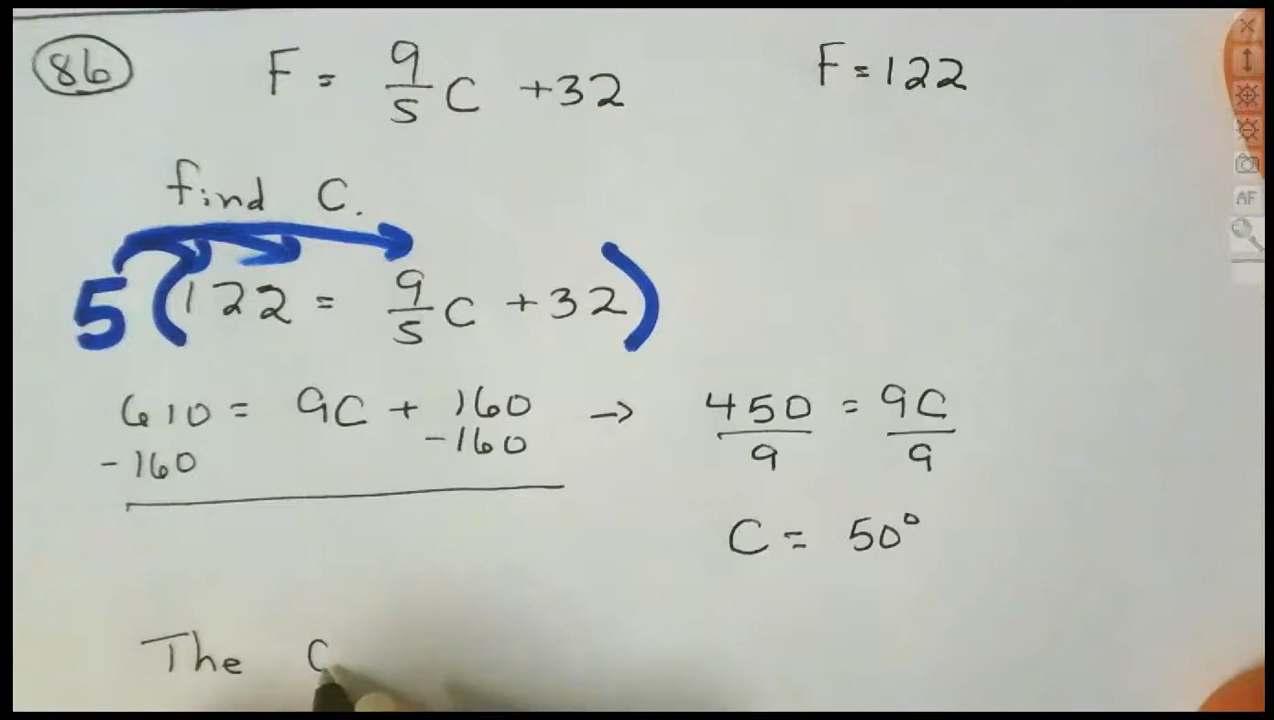 86 F = 9/5 C + 32 F = 122
find C.
5 (122 = 9/5 C + 32)
610 = 9C + 160 → 450/9 = 9C/9
-160 -160
C = 50°
The C
AF